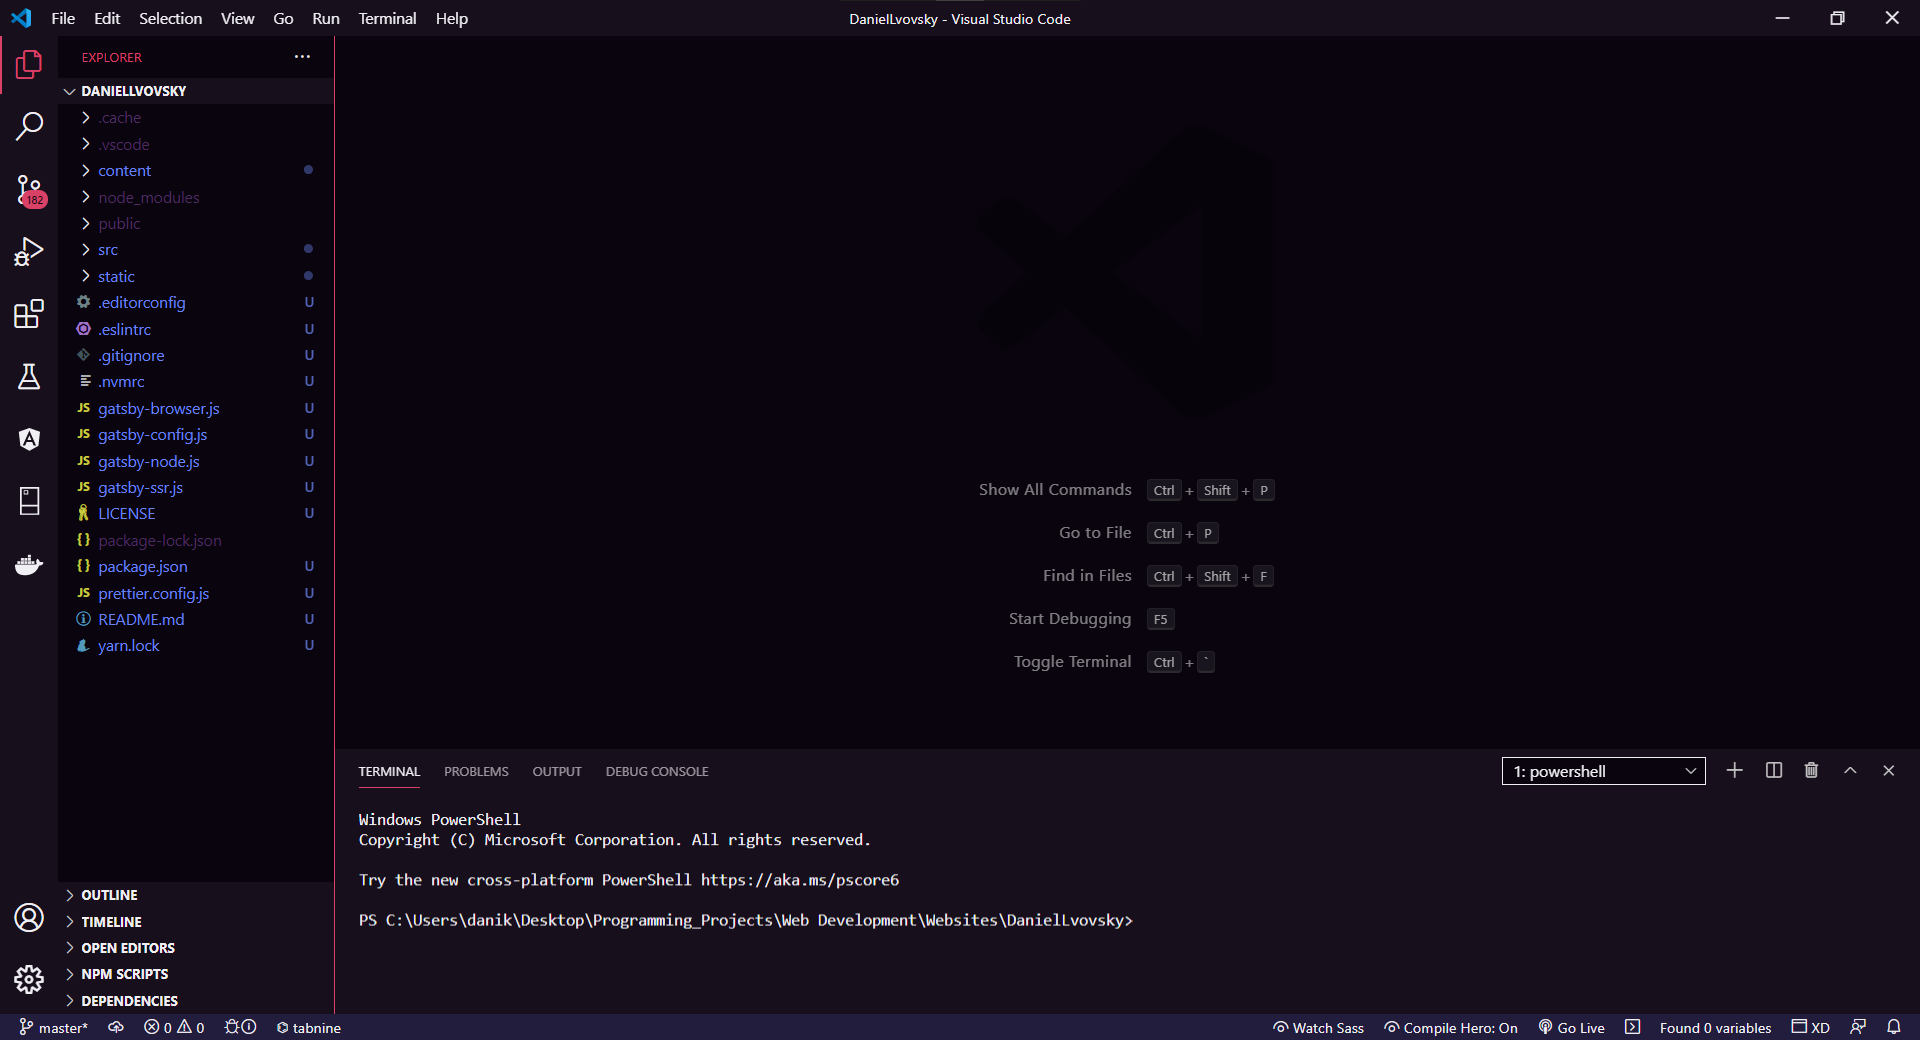 File Edit Selection View Go Run Terminal Help
DanielLvovsky - Visual Studio Code
EXPLORER
DANIELLVOVSKY
.cache
.vscode
content
182
node_modules
public
src
static
.editorconfig U
.eslintrc U
.gitignore U
.nvmrc U
JS gatsby-browser.js U
JS gatsby-config.js U
JS gatsby-node.js U
JS gatsby-ssr.js U
LICENSE U
{} package-lock.json
{} package.json U
JS prettier.config.js U
README.md U
yarn.lock U
OUTLINE
TIMELINE
OPEN EDITORS
NPM SCRIPTS
DEPENDENCIES
Show All Commands Ctrl + Shift + P
Go to File Ctrl + P
Find in Files Ctrl + Shift + F
Start Debugging F5
Toggle Terminal Ctrl + `
TERMINAL PROBLEMS OUTPUT DEBUG CONSOLE
1: powershell
Windows PowerShell
Copyright (C) Microsoft Corporation. All rights reserved.
Try the new cross-platform PowerShell https://aka.ms/pscore6
PS C:\Users\danik\Desktop\Programming_Projects\Web Development\Websites\DanielLvovsky>
master* 0 0 tabnine
Watch Sass Compile Hero: On Go Live Found 0 variables XD